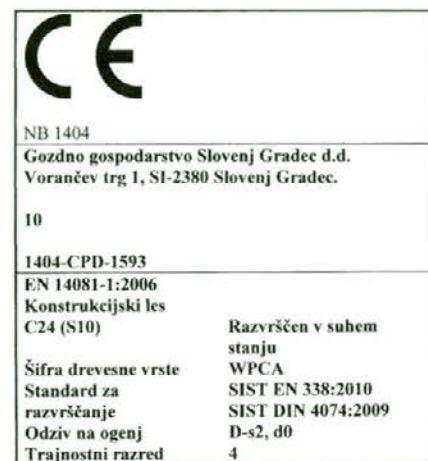 CE
NB 1404
Gozdno gospodarstvo Slovenj Gradec d.d.
Vorančev trg 1, SI-2380 Slovenj Gradec.
10
1404-CPD-1593
EN 14081-1:2006
Konstrukcijski les
C24 (S10) Razvrščen v suhem
stanju
Šifra drevesne vrste WPCA
Standard za SIST EN 338:2010
razvrščanje SIST DIN 4074:2009
Odziv na ogenj D-s2, d0
Trajnostni razred 4